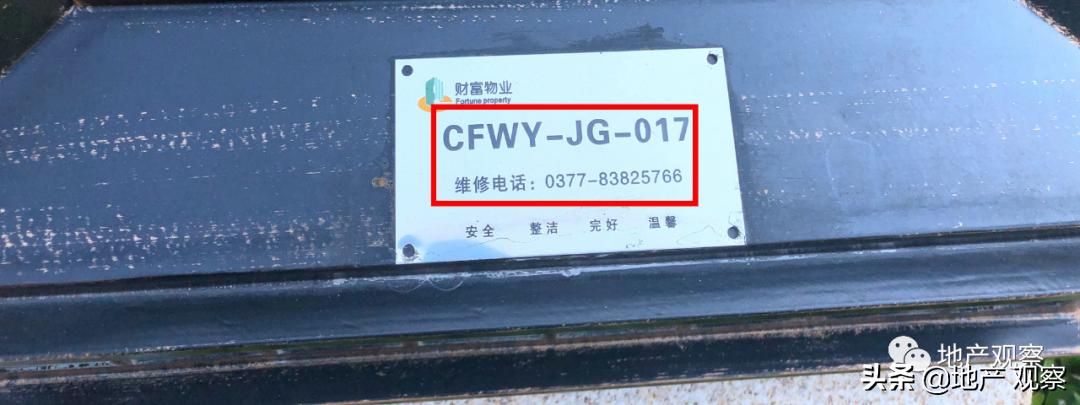 财富物业
Fortune property
CFWY-JG-017
维修电话：0377-83825766
安全 整洁 完好 温馨
地产观察
头条 @地产 观察